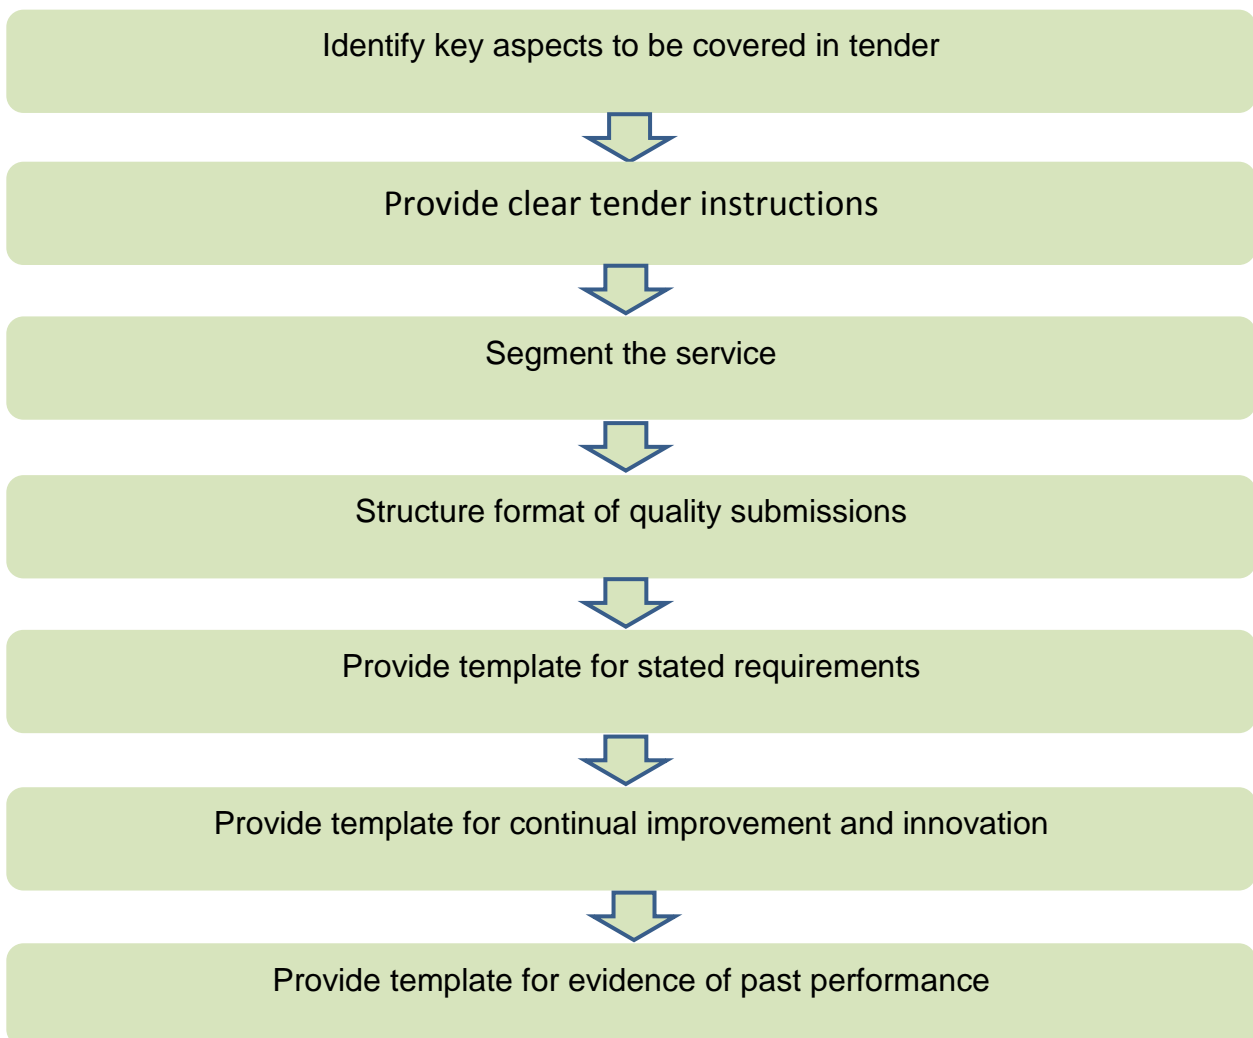 Identify key aspects to be covered in tender
Provide clear tender instructions
Segment the service
Structure format of quality submissions
Provide template for stated requirements
Provide template for continual improvement and innovation
Provide template for evidence of past performance